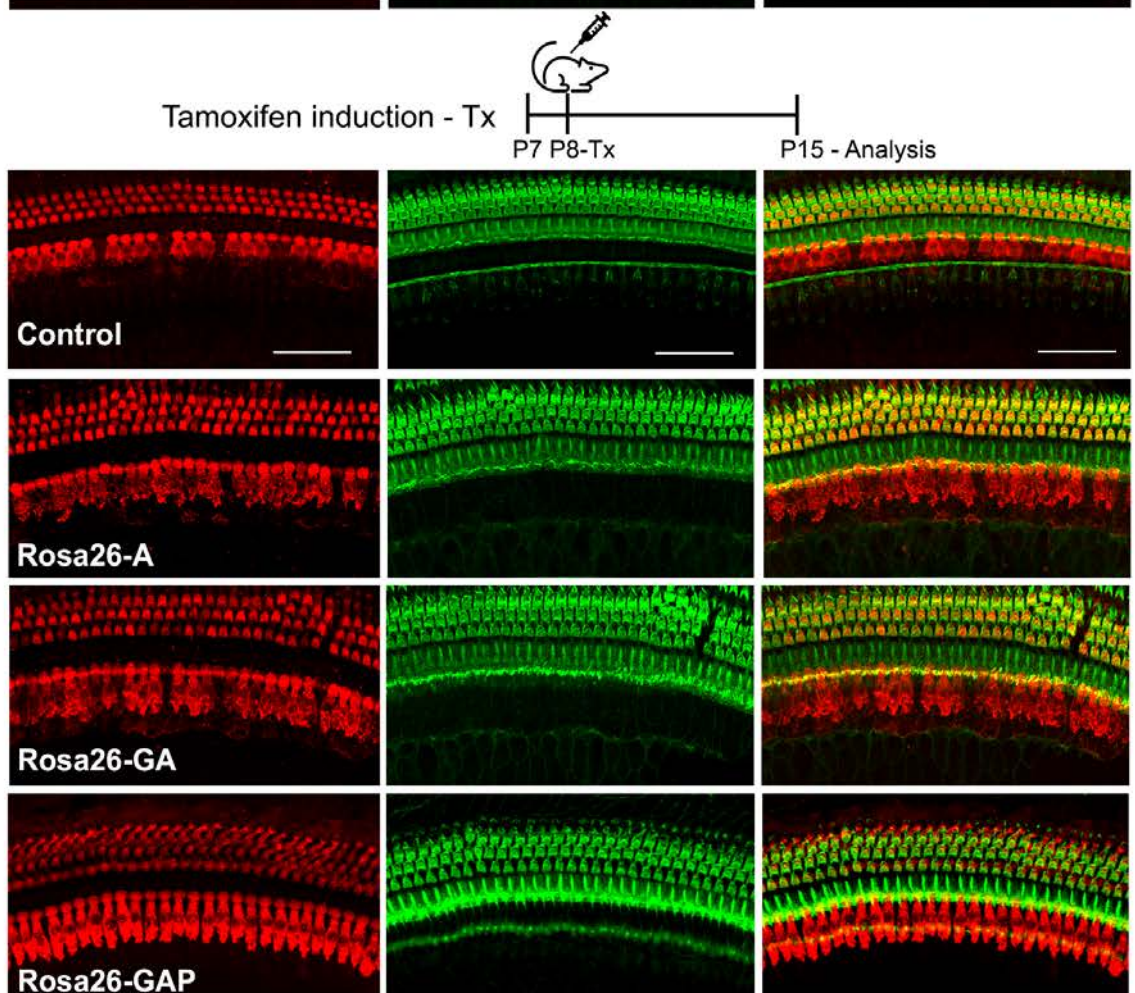 Tamoxifen induction - Tx
P7 P8-Tx
P15 - Analysis
Control
Rosa26-A
Rosa26-GA
Rosa26-GAP